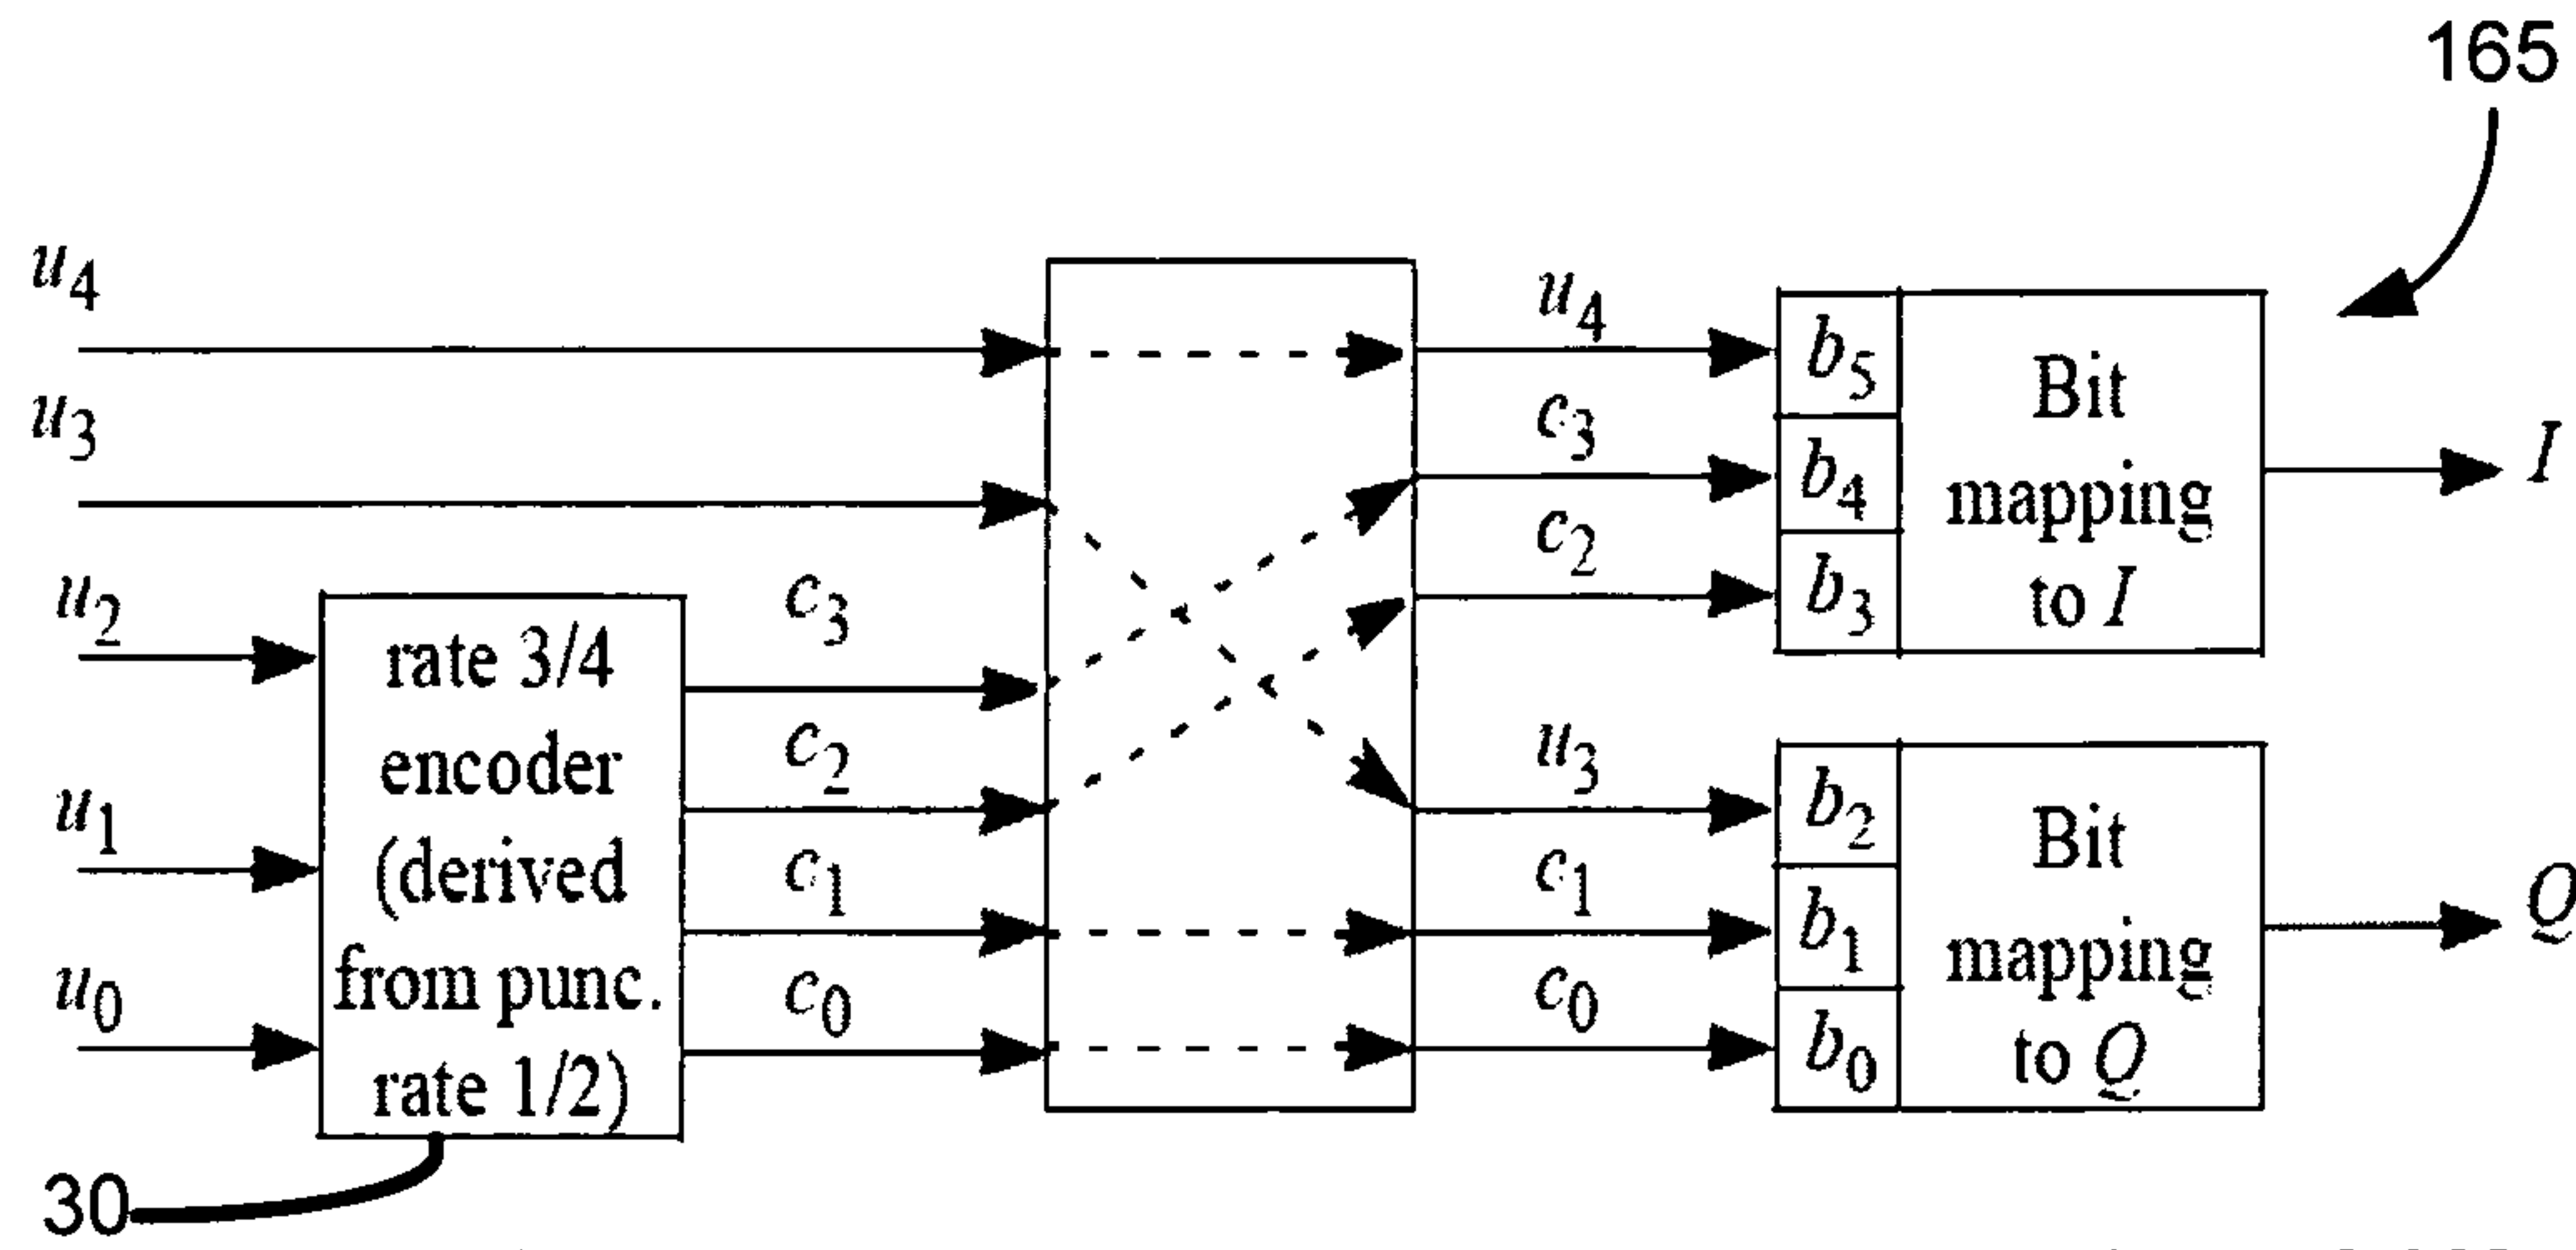 165
u4
u3
u2
u1
u0
rate 3/4
encoder
(derived
from punc.
rate 1/2)
30
c3
c2
c1
c0
u4
c3
c2
u3
c1
c0
b5
b4
b3
Bit
mapping
to I
I
b2
b1
b0
Bit
mapping
to Q
Q